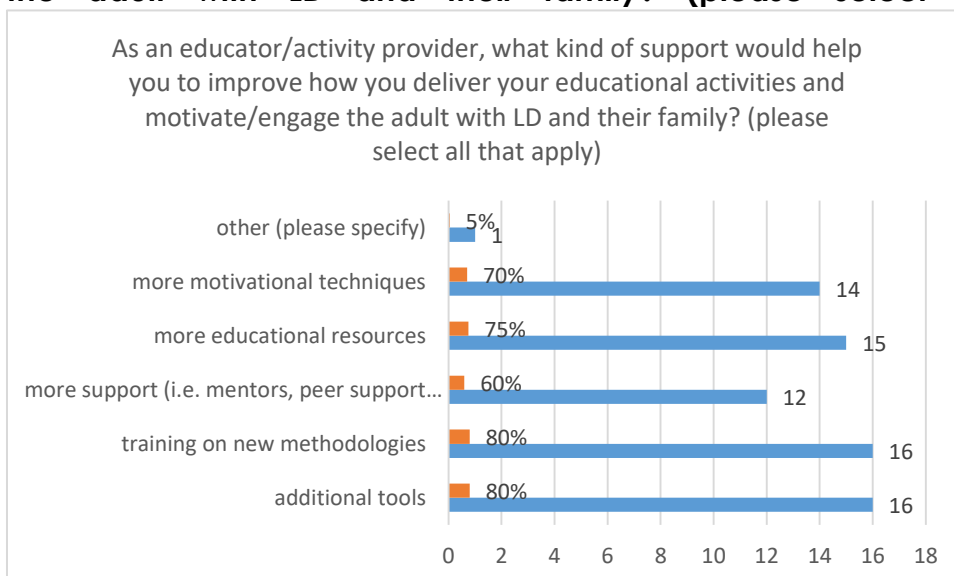 the adult with LD and their family? (please select
As an educator/activity provider, what kind of support would help
you to improve how you deliver your educational activities and
motivate/engage the adult with LD and their family? (please
select all that apply)
other (please specify)
5%
1
more motivational techniques
70%
14
more educational resources
75%
15
more support (i.e. mentors, peer support…
60%
12
training on new methodologies
80%
16
additional tools
80%
16
0 2 4 6 8 10 12 14 16 18